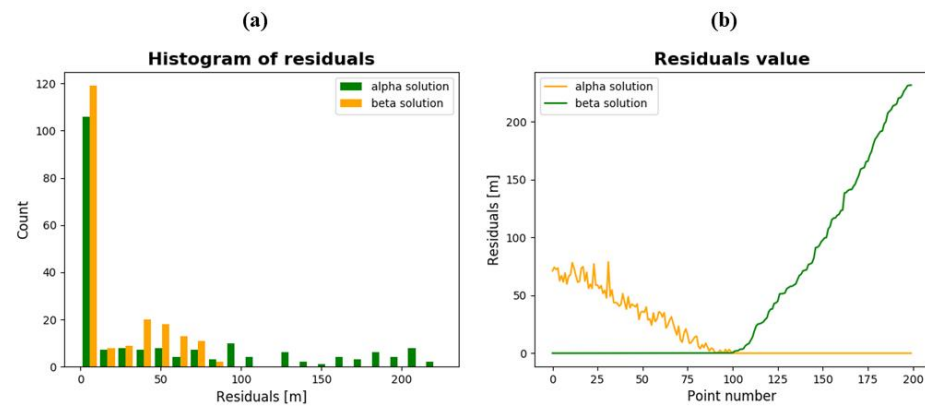 (a)
(b)
Histogram of residuals
Residuals value
alpha solution
beta solution
alpha solution
beta solution
Count
120
100
80
60
40
20
0
0 50 100 150 200
Residuals [m]
Residuals [m]
200
150
100
50
0
0 25 50 75 100 125 150 175 200
Point number